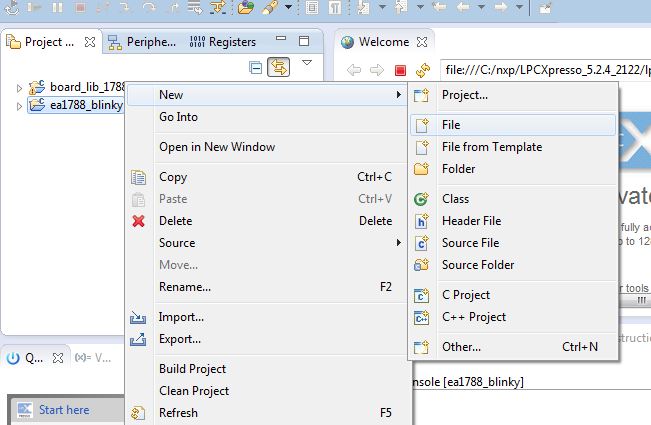 Project ...
Periphe...
Registers
Welcome
file:///C:/nxp/LPCXpresso_5.2.4_2122/l
board_lib_1788
ea1788_blinky
New
Go Into
Open in New Window
Copy Ctrl+C
Paste Ctrl+V
Delete Delete
Source
Move...
Rename... F2
Import...
Export...
Build Project
Clean Project
Refresh F5
Project...
File
File from Template
Folder
Class
Header File
Source File
Source Folder
C Project
C++ Project
Other... Ctrl+N
vate
fully a
p to 12
r tools
truction
Q...
V...
Start here
nsole [ea1788_blinky]